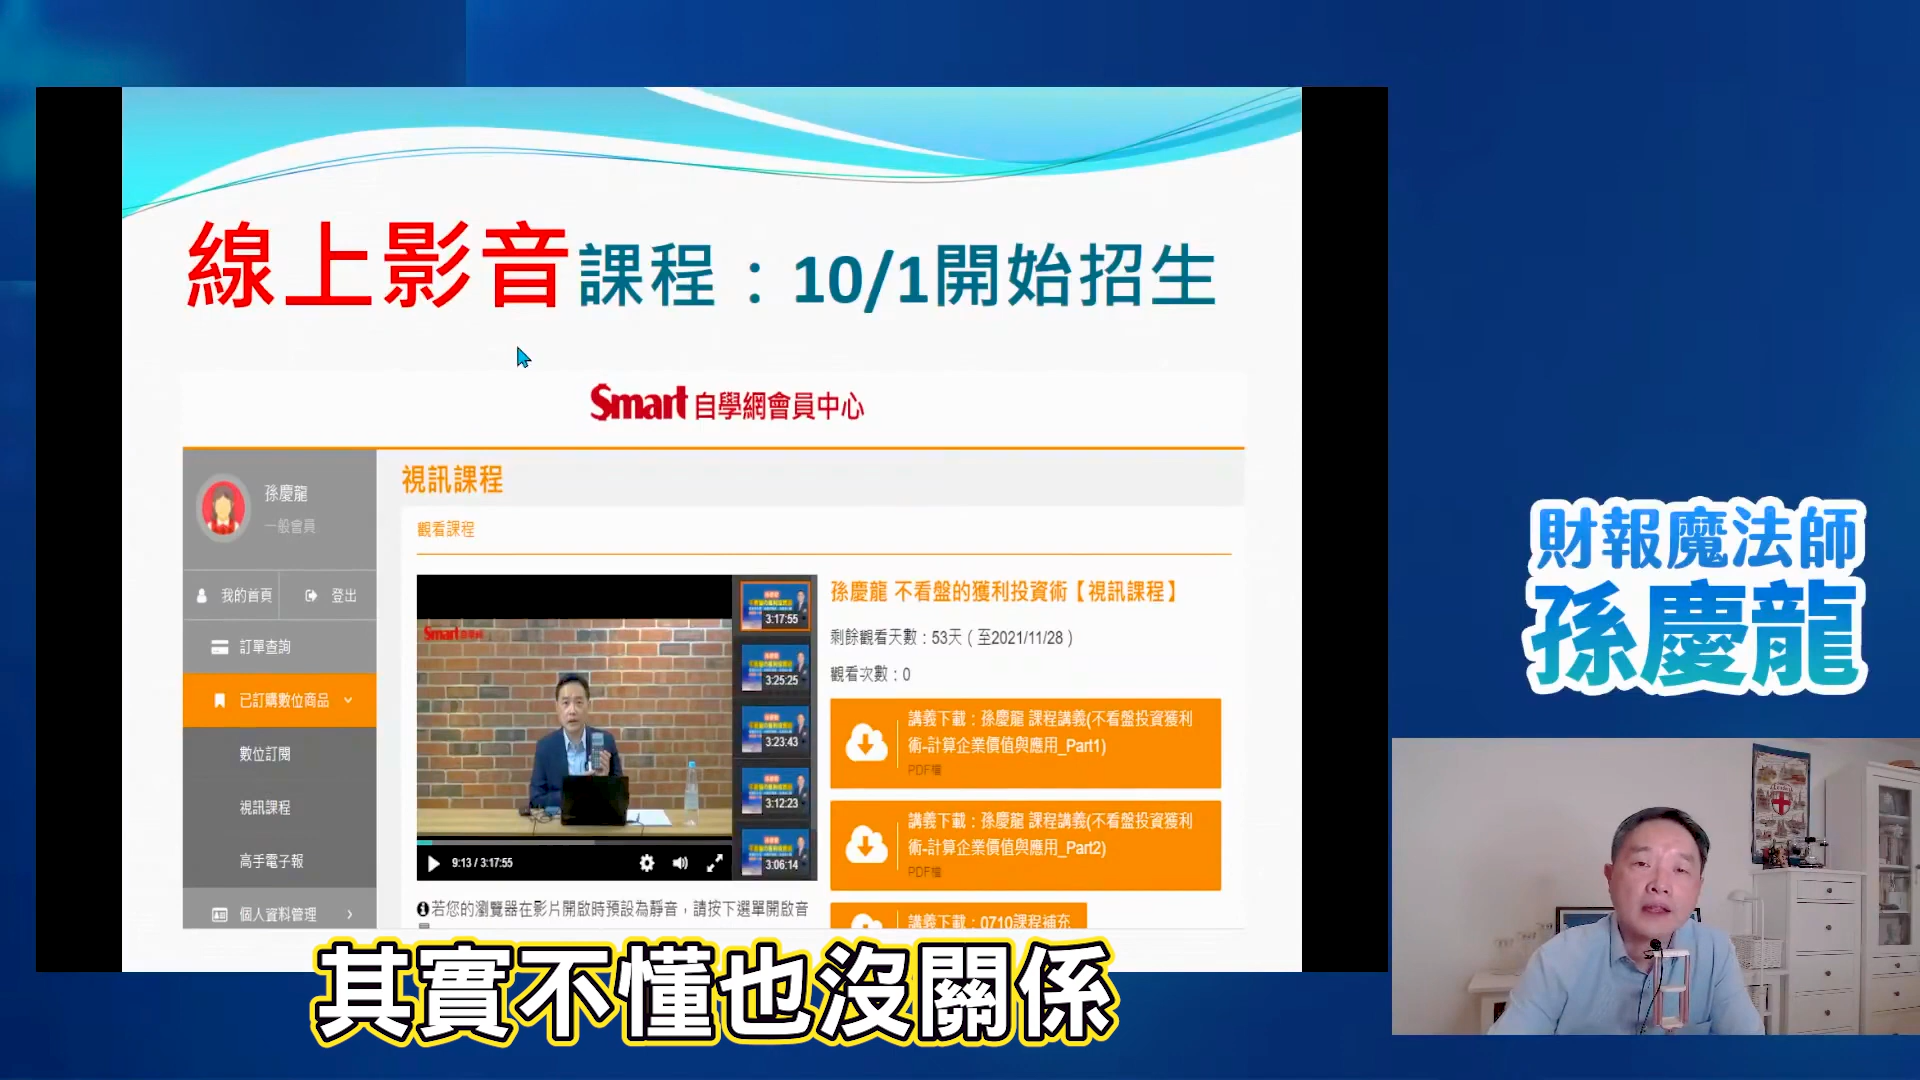 線上影音課程：10/1開始招生
Smart自學網會員中心
孫慶龍
一般會員
我的首頁
登出
訂單查詢
已訂購數位商品
數位訂閱
視訊課程
高手電子報
個人資料管理
視訊課程
觀看課程
Smart
9:13 / 3:17:55
3:17:55
3:25:25
3:23:43
3:12:23
3:06:14
孫慶龍 不看盤的獲利投資術【視訊課程】
剩餘觀看天數：53天（至2021/11/28）
觀看次數：0
講義下載：孫慶龍 課程講義(不看盤投資獲利
術-計算企業價值與應用_Part1)
PDF檔
講義下載：孫慶龍 課程講義(不看盤投資獲利
術-計算企業價值與應用_Part2)
PDF檔
講義下載：0710課程補充
若您的瀏覽器在影片開啟時預設為靜音，請按下選單開啟音
其實不懂也沒關係
財報魔法師
孫慶龍